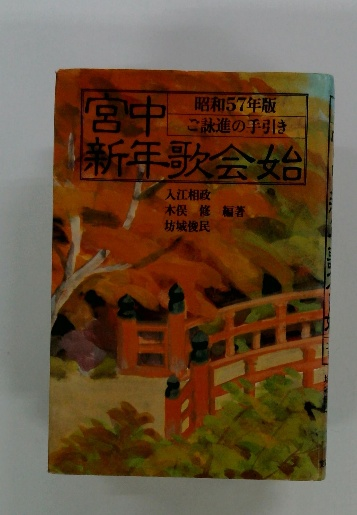 宮中
昭和57年版
ご詠進の手引き
新年歌会始
入江相政
木俣 修 編著
坊城俊民